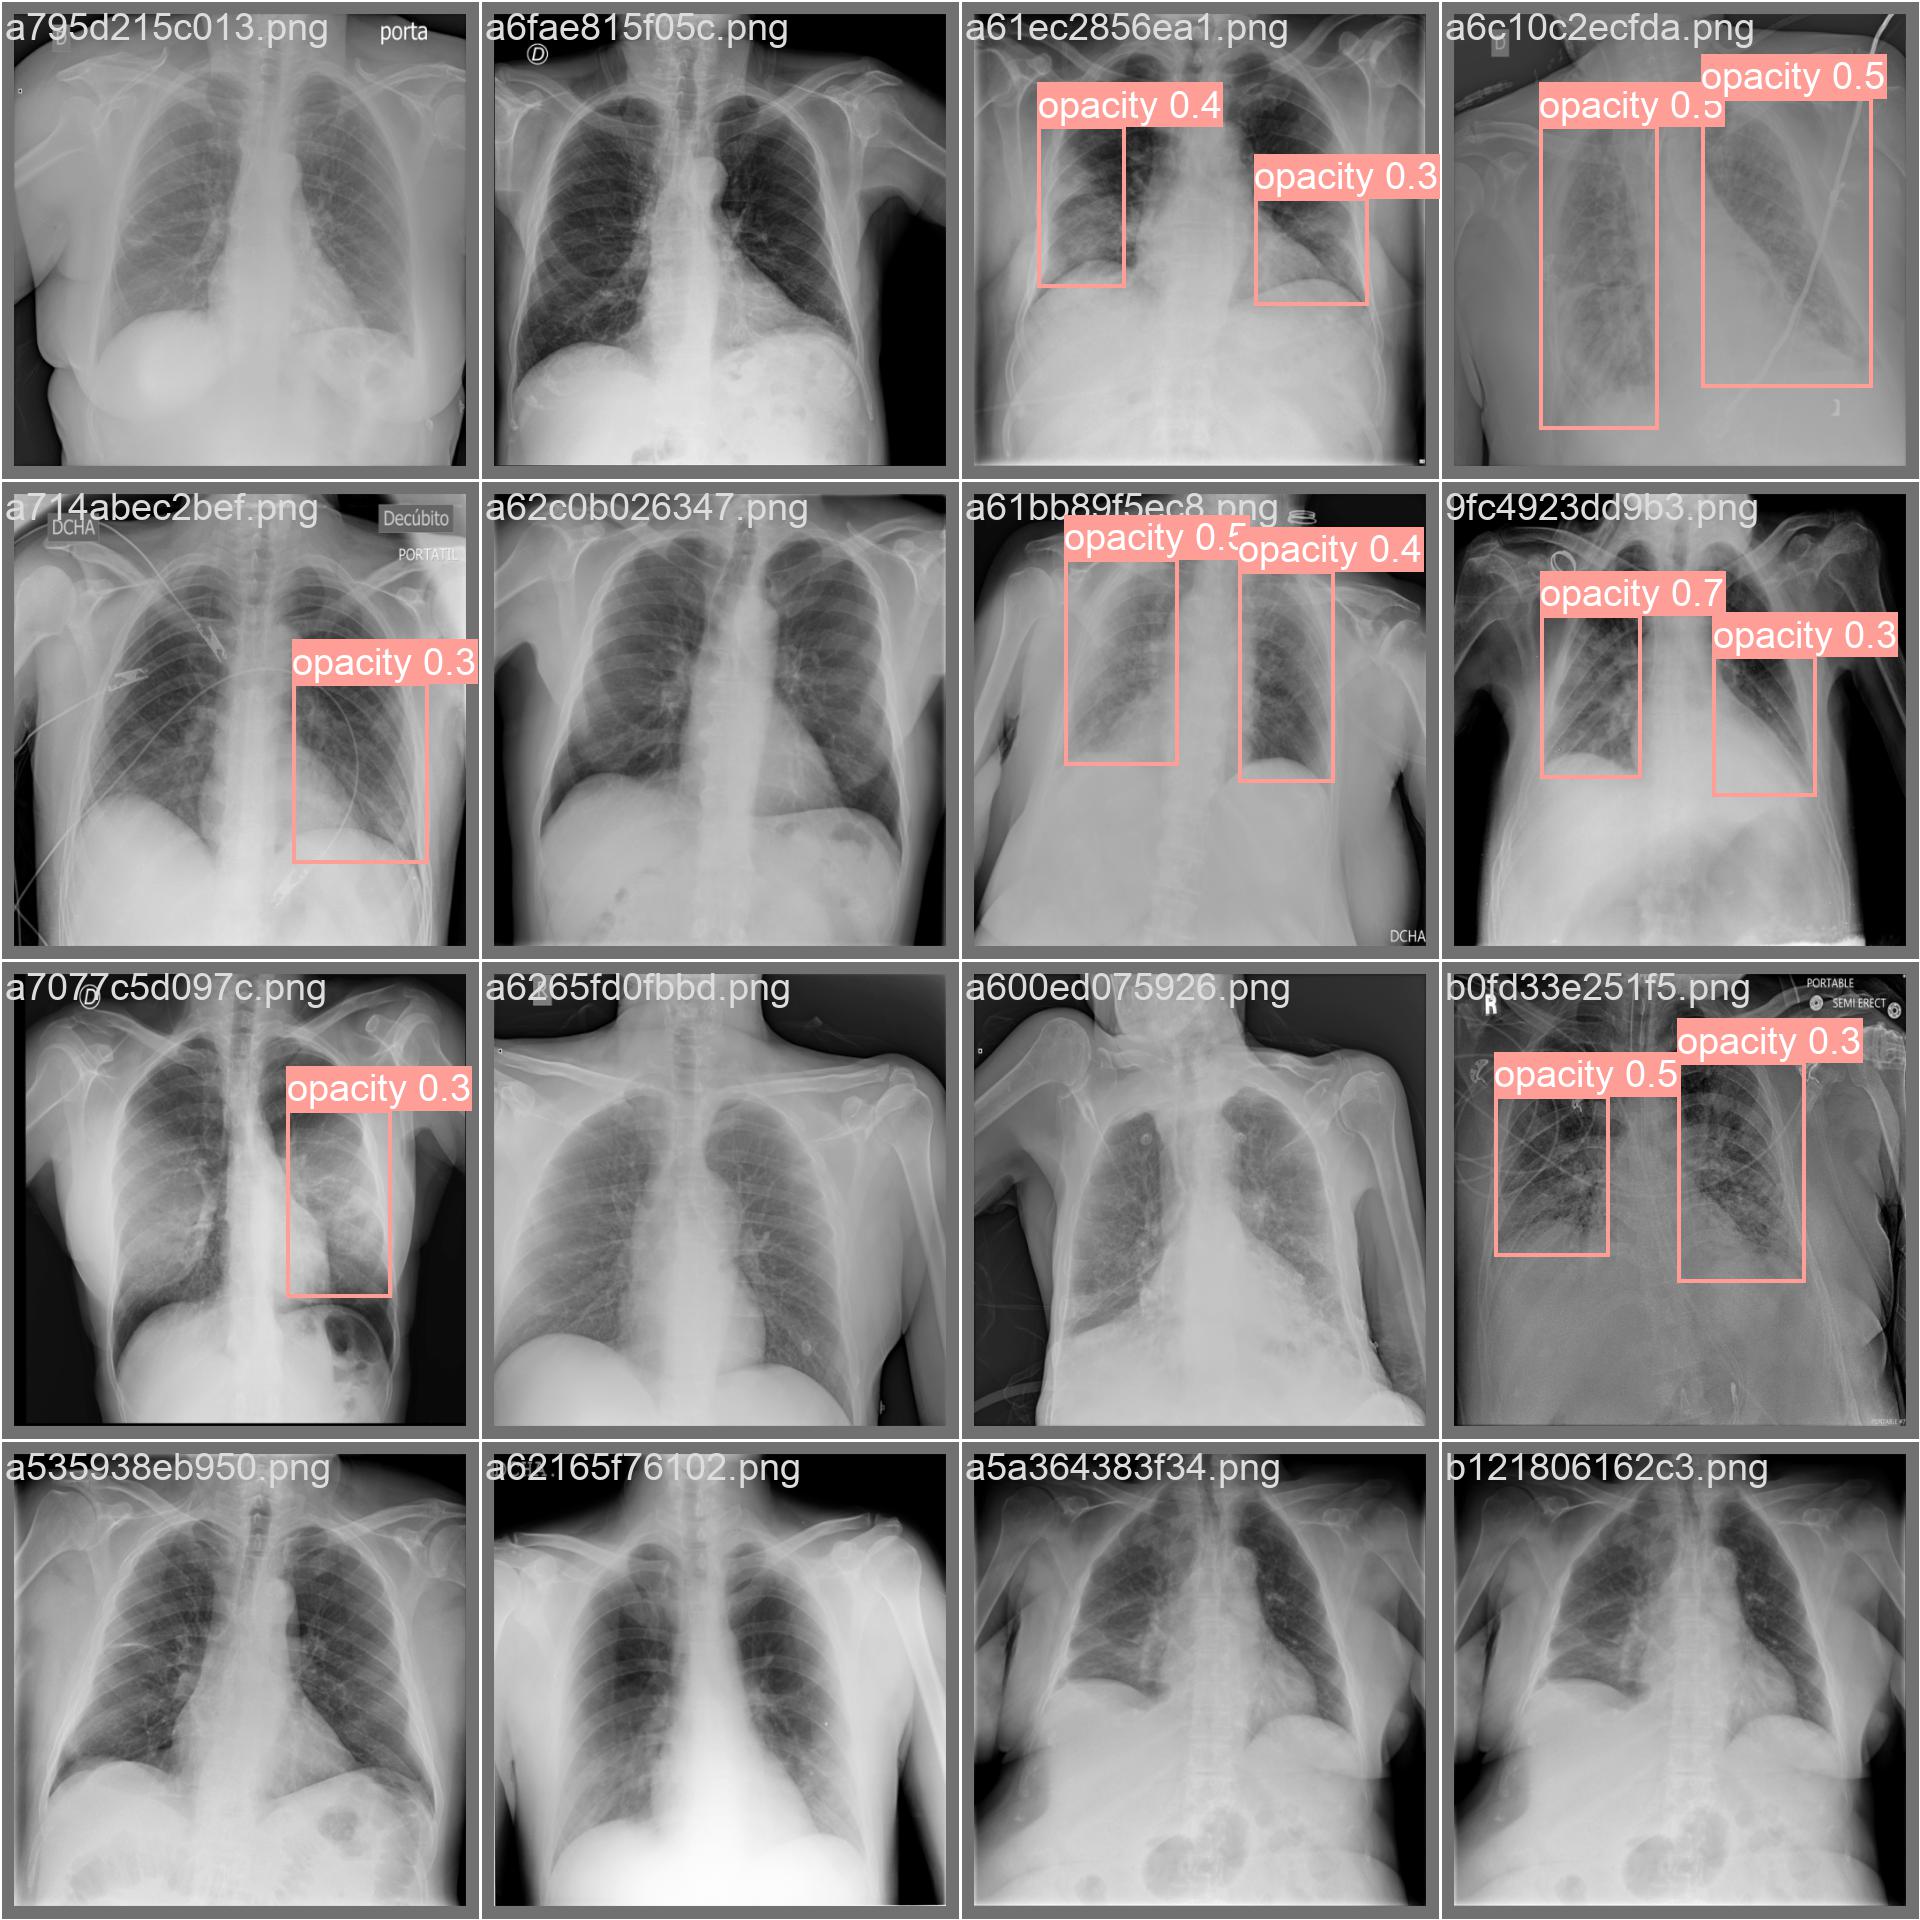 a795d215c013.png
porta
D
a6fae815f05c.png
D
a61ec2856ea1.png
opacity 0.4
opacity 0.3
a6c10c2ecfda.png
D
opacity 0.5
opacity 0.5
a714abec2bef.png
DCHA
Decúbito
PORTATIL
opacity 0.3
a62c0b026347.png
a61bb89f5ec8.png
opacity 0.5
opacity 0.4
DCHA
9fc4923dd9b3.png
opacity 0.7
opacity 0.3
a7077c5d097c.png
D
opacity 0.3
a6265fd0fbbd.png
a600ed075926.png
b0fd33e251f5.png
R
PORTABLE
SEMI ERECT
opacity 0.3
opacity 0.5
a535938eb950.png
a62165f76102.png
a5a364383f34.png
b121806162c3.png